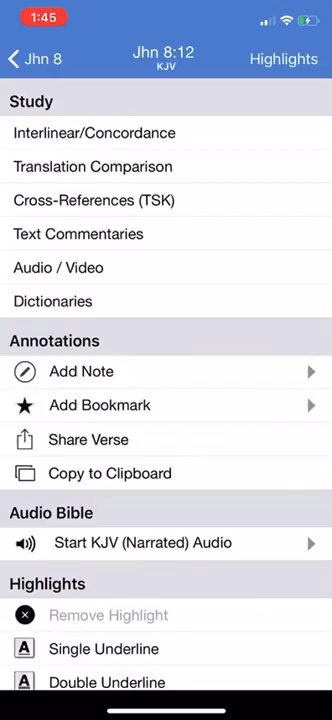 1:45
Jhn 8
Jhn 8:12
KJV
Highlights
Study
Interlinear/Concordance
Translation Comparison
Cross-References (TSK)
Text Commentaries
Audio / Video
Dictionaries
Annotations
Add Note
Add Bookmark
Share Verse
Copy to Clipboard
Audio Bible
Start KJV (Narrated) Audio
Highlights
Remove Highlight
A Single Underline
A Double Underline